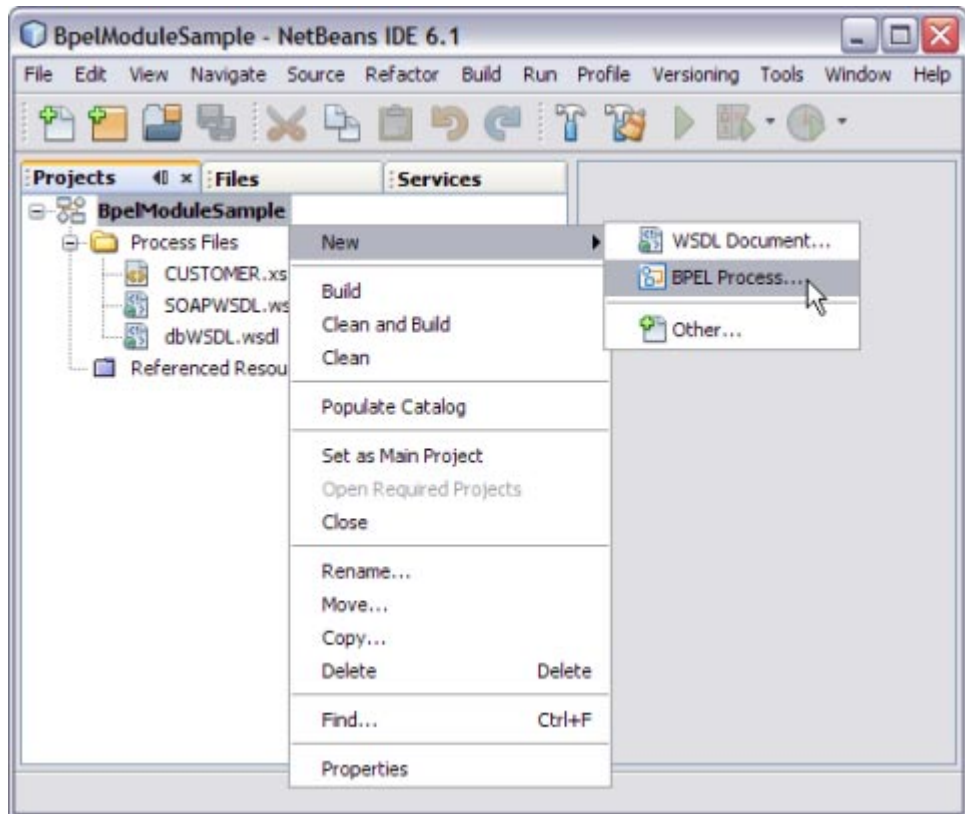 BpelModuleSample - NetBeans IDE 6.1
File Edit View Navigate Source Refactor Build Run Profile Versioning Tools Window Help
Projects Files Services
BpelModuleSample
Process Files
CUSTOMER.xs
SOAPWSDL.ws
dbWSDL.wsdl
Referenced Resou
New
Build
Clean and Build
Clean
Populate Catalog
Set as Main Project
Open Required Projects
Close
Rename...
Move...
Copy...
Delete Delete
Find... Ctrl+F
Properties
WSDL Document...
BPEL Process...
Other...